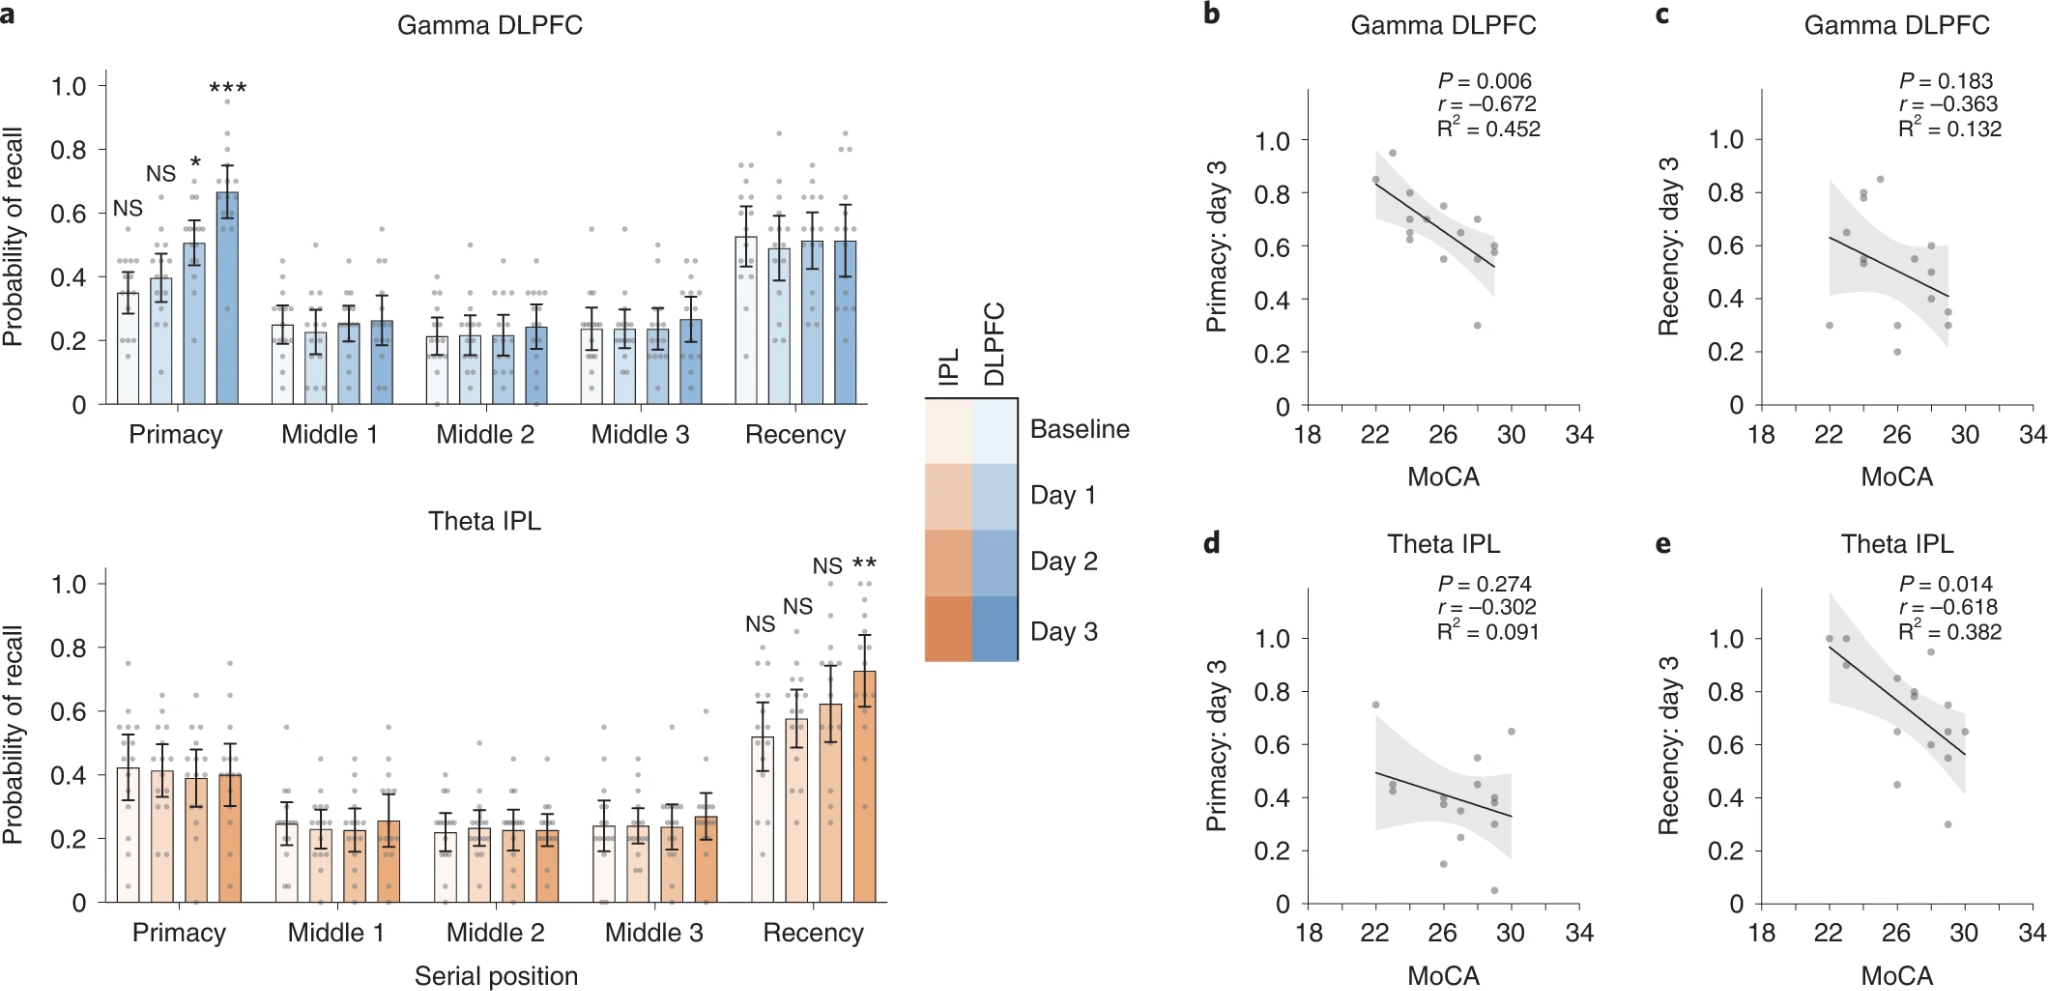 a
Gamma DLPFC
Probability of recall
1.0
0.8
0.6
0.4
0.2
0
NS
NS
*
***
Primacy
Middle 1
Middle 2
Middle 3
Recency
Theta IPL
Probability of recall
1.0
0.8
0.6
0.4
0.2
0
NS
NS
NS
**
Primacy
Middle 1
Middle 2
Middle 3
Recency
Serial position
IPL
DLPFC
Baseline
Day 1
Day 2
Day 3
b
Gamma DLPFC
P = 0.006
r = –0.672
R2 = 0.452
Primacy: day 3
1.0
0.8
0.6
0.4
0.2
0
18 22 26 30 34
MoCA
c
Gamma DLPFC
P = 0.183
r = –0.363
R2 = 0.132
Recency: day 3
1.0
0.8
0.6
0.4
0.2
0
18 22 26 30 34
MoCA
d
Theta IPL
P = 0.274
r = –0.302
R2 = 0.091
Primacy: day 3
1.0
0.8
0.6
0.4
0.2
0
18 22 26 30 34
MoCA
e
Theta IPL
P = 0.014
r = –0.618
R2 = 0.382
Recency: day 3
1.0
0.8
0.6
0.4
0.2
0
18 22 26 30 34
MoCA